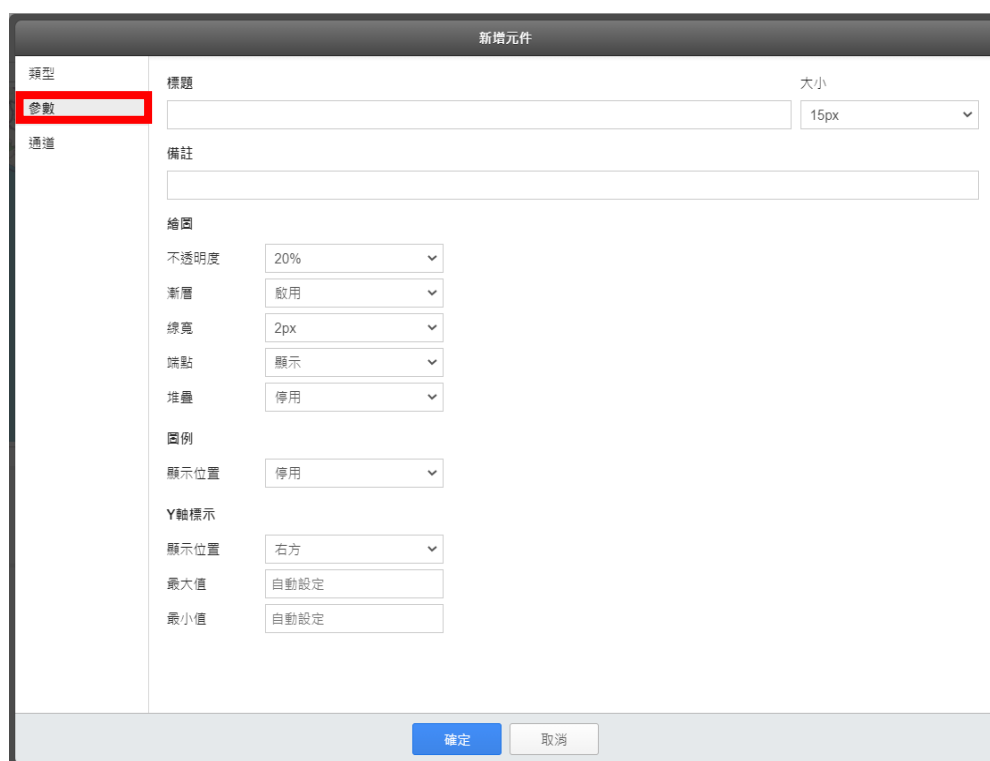 新增元件
類型
參數
通道
標題 大小
15px
備註
繪圖
不透明度 20%
漸層 啟用
線寬 2px
端點 顯示
堆疊 停用
圖例
顯示位置 停用
Y軸標示
顯示位置 右方
最大值 自動設定
最小值 自動設定
確定 取消